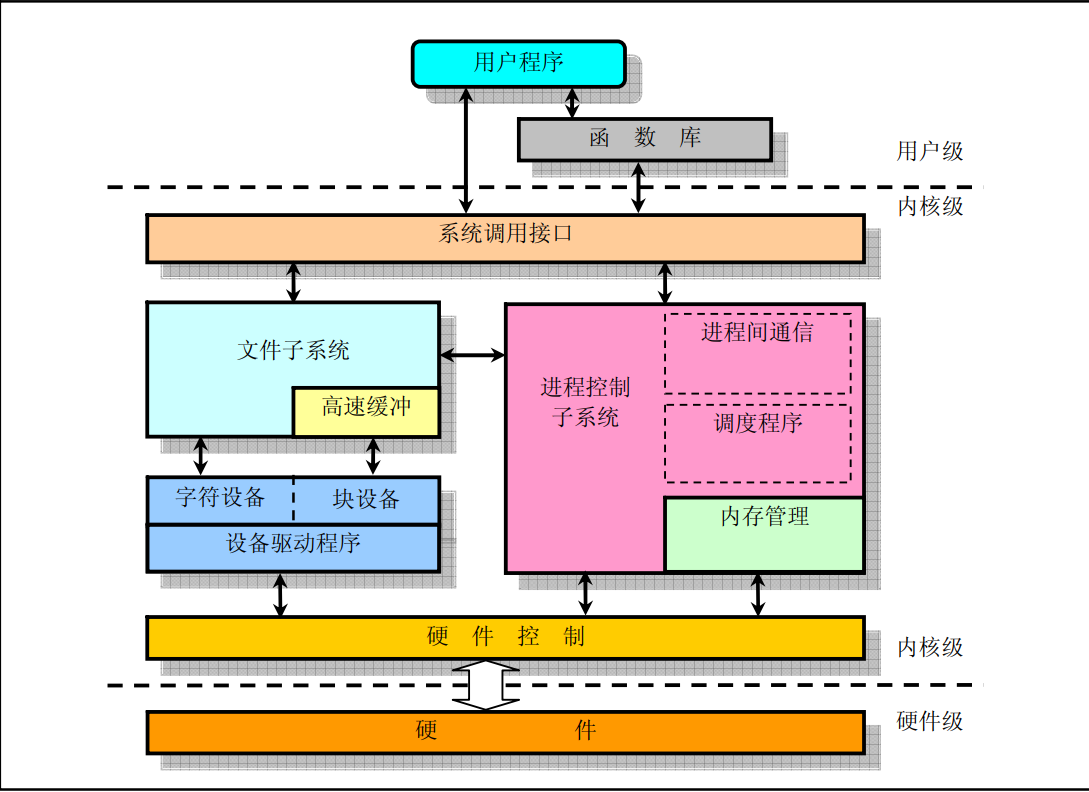 用户程序
函 数 库
用户级
内核级
系统调用接口
文件子系统
高速缓冲
进程控制
子系统
进程间通信
调度程序
内存管理
字符设备
块设备
设备驱动程序
硬 件 控 制
内核级
硬件级
硬 件